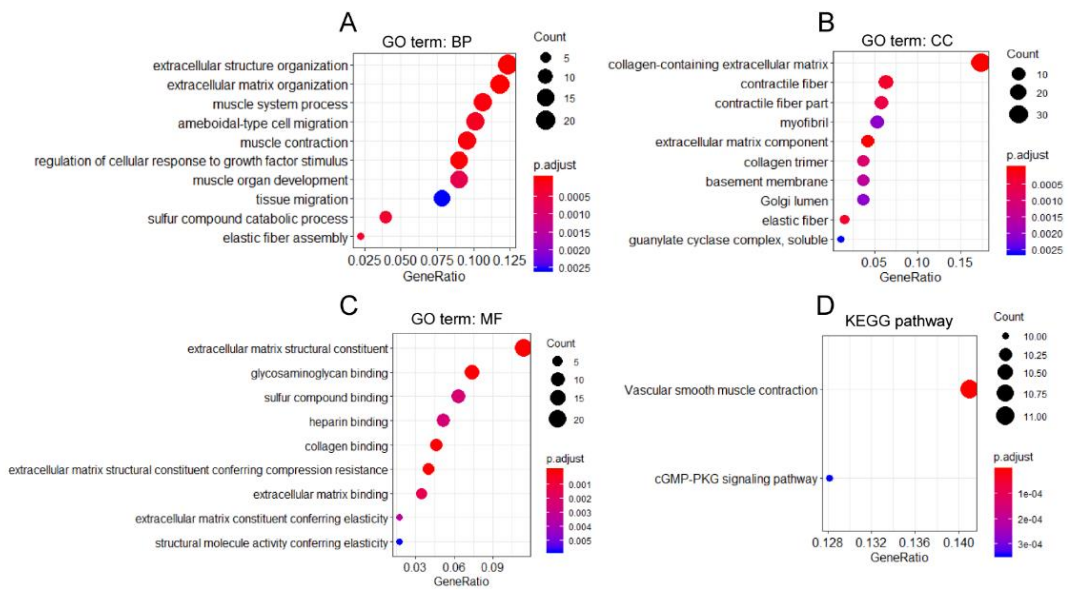 A
GO term: BP
extracellular structure organization
extracellular matrix organization
muscle system process
ameboidal-type cell migration
muscle contraction
regulation of cellular response to growth factor stimulus
muscle organ development
tissue migration
sulfur compound catabolic process
elastic fiber assembly
0.025 0.050 0.075 0.100 0.125
GeneRatio
Count
5
10
15
20
p.adjust
0.0005
0.0010
0.0015
0.0020
0.0025
B
GO term: CC
collagen-containing extracellular matrix
contractile fiber
contractile fiber part
myofibril
extracellular matrix component
collagen trimer
basement membrane
Golgi lumen
elastic fiber
guanylate cyclase complex, soluble
0.05 0.10 0.15
GeneRatio
Count
10
20
30
p.adjust
0.0005
0.0010
0.0015
0.0020
0.0025
C
GO term: MF
extracellular matrix structural constituent
glycosaminoglycan binding
sulfur compound binding
heparin binding
collagen binding
extracellular matrix structural constituent conferring compression resistance
extracellular matrix binding
extracellular matrix constituent conferring elasticity
structural molecule activity conferring elasticity
0.03 0.06 0.09
GeneRatio
Count
5
10
15
20
p.adjust
0.001
0.002
0.003
0.004
0.005
D
KEGG pathway
Vascular smooth muscle contraction
cGMP-PKG signaling pathway
0.128 0.132 0.136 0.140
GeneRatio
Count
10.00
10.25
10.50
10.75
11.00
p.adjust
1e-04
2e-04
3e-04